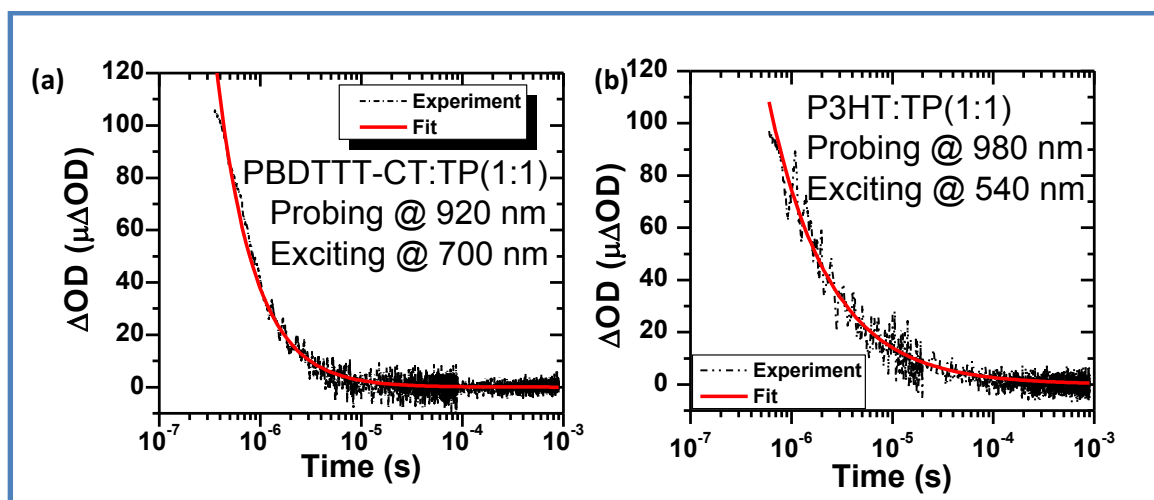 (a)
120
100
80
60
40
20
0
ΔOD (μΔOD)
Experiment
Fit
PBDTTT-CT:TP(1:1)
Probing @ 920 nm
Exciting @ 700 nm
10⁻⁷ 10⁻⁶ 10⁻⁵ 10⁻⁴ 10⁻³
Time (s)
(b)
120
100
80
60
40
20
0
ΔOD (μΔOD)
P3HT:TP(1:1)
Probing @ 980 nm
Exciting @ 540 nm
Experiment
Fit
10⁻⁷ 10⁻⁶ 10⁻⁵ 10⁻⁴ 10⁻³
Time (s)